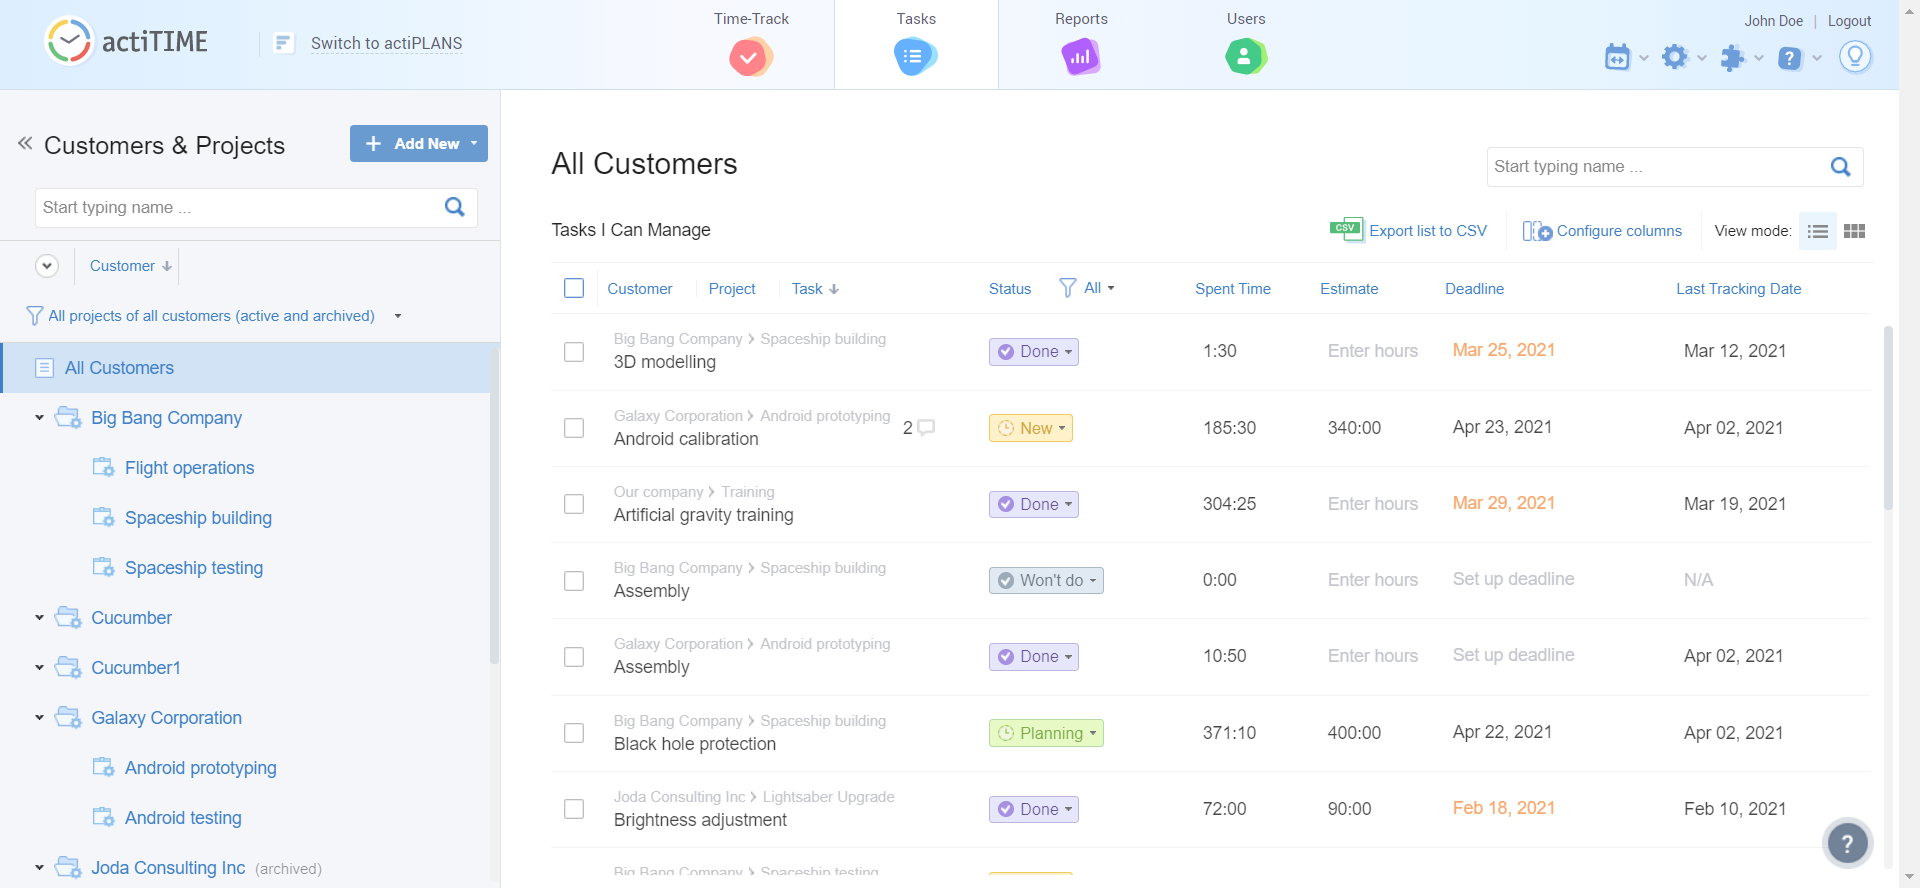 actiTIME
Switch to actiPLANS
Time-Track
Tasks
Reports
Users
John Doe | Logout
Customers & Projects
+ Add New
Start typing name ...
Customer
All projects of all customers (active and archived)
All Customers
Big Bang Company
Flight operations
Spaceship building
Spaceship testing
Cucumber
Cucumber1
Galaxy Corporation
Android prototyping
Android testing
Joda Consulting Inc (archived)
All Customers
Start typing name ...
Tasks I Can Manage
CSV Export list to CSV
Configure columns
View mode:
Customer Project Task Status All Spent Time Estimate Deadline Last Tracking Date
Big Bang Company > Spaceship building
3D modelling Done 1:30 Enter hours Mar 25, 2021 Mar 12, 2021
Galaxy Corporation > Android prototyping
Android calibration 2 New 185:30 340:00 Apr 23, 2021 Apr 02, 2021
Our company > Training
Artificial gravity training Done 304:25 Enter hours Mar 29, 2021 Mar 19, 2021
Big Bang Company > Spaceship building
Assembly Won't do 0:00 Enter hours Set up deadline N/A
Galaxy Corporation > Android prototyping
Assembly Done 10:50 Enter hours Set up deadline Apr 02, 2021
Big Bang Company > Spaceship building
Black hole protection Planning 371:10 400:00 Apr 22, 2021 Apr 02, 2021
Joda Consulting Inc > Lightsaber Upgrade
Brightness adjustment Done 72:00 90:00 Feb 18, 2021 Feb 10, 2021
Big Bang Company > Spaceship testing
?